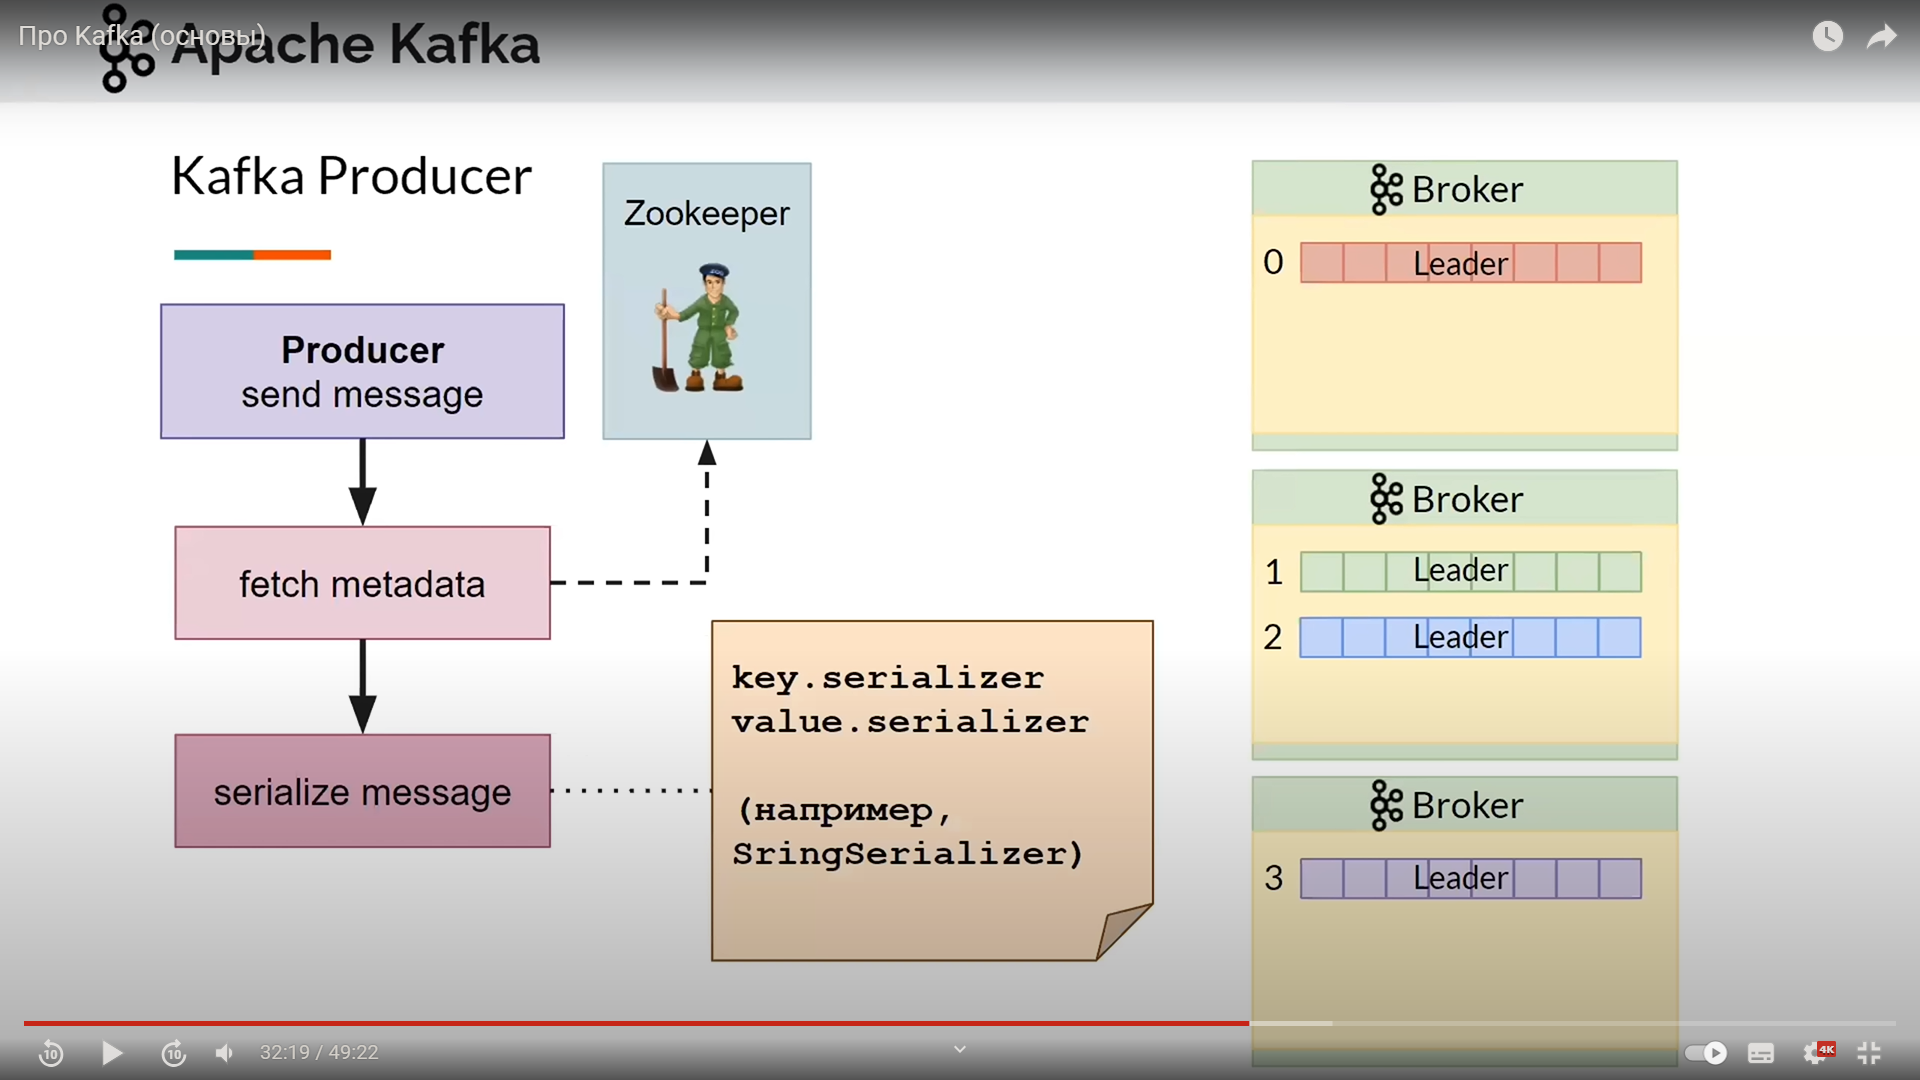 Про Kafka (основы)
Apache Kafka
Kafka Producer
Zookeeper
Producer
send message
fetch metadata
serialize message
key.serializer
value.serializer
(например,
SringSerializer)
Broker
0 Leader
Broker
1 Leader
2 Leader
Broker
3 Leader
10
10
32:19 / 49:22
4K